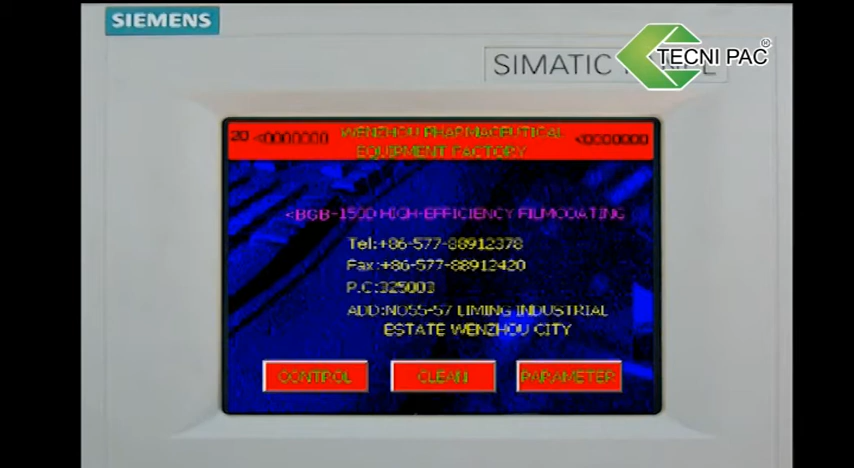 SIEMENS
SIMATIC
TECNI PAC®
20 <0000000 WENZHOU PHARMACEUTICAL <0000000
EQUIPMENT FACTORY
<BGB-150D HIGH-EFFICIENCY FILMCOATING
Tel:+86-577-88912378
Fax:+86-577-88912420
P.C:325003
ADD:NO55-57 LIMING INDUSTRIAL
ESTATE WENZHOU CITY
CONTROL CLEAN PARAMETER